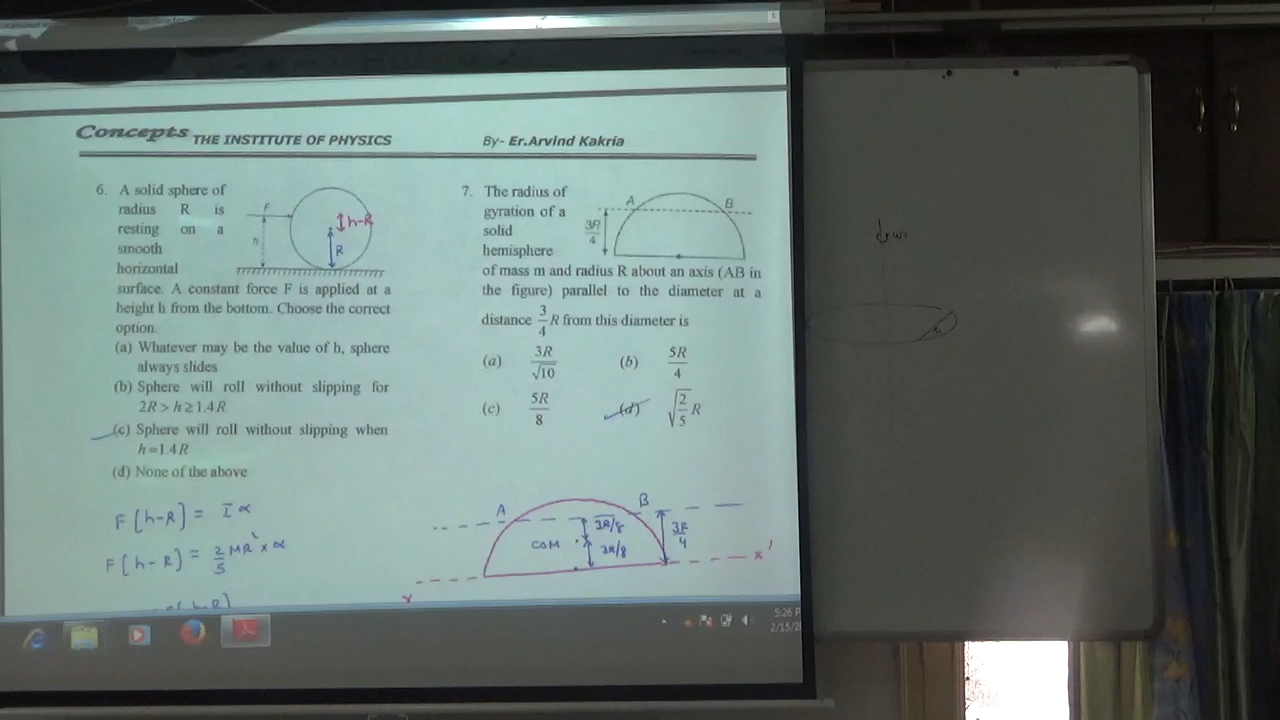 Concepts THE INSTITUTE OF PHYSICS
By- Er.Arvind Kakria
6. A solid sphere of
radius R is
resting on a
smooth
horizontal
surface. A constant force F is applied at a
height h from the bottom. Choose the correct
option.
(a) Whatever may be the value of h, sphere
always slides
(b) Sphere will roll without slipping for
2R > h ≥ 1.4R
(c) Sphere will roll without slipping when
h = 1.4R
(d) None of the above
F
h
h-R
R
F(h-R) = Iα
F(h-R) = 2/5 MR² × α
7. The radius of
gyration of a
solid
hemisphere
of mass m and radius R about an axis (AB in
the figure) parallel to the diameter at a
distance 3/4 R from this diameter is
(a) 3R/√10 (b) 5R/4
(c) 5R/8 (d) √(2/5) R
A B
3R/4
A B
3R/8
COM 3R/8
3R/4
x x'
5:26 P